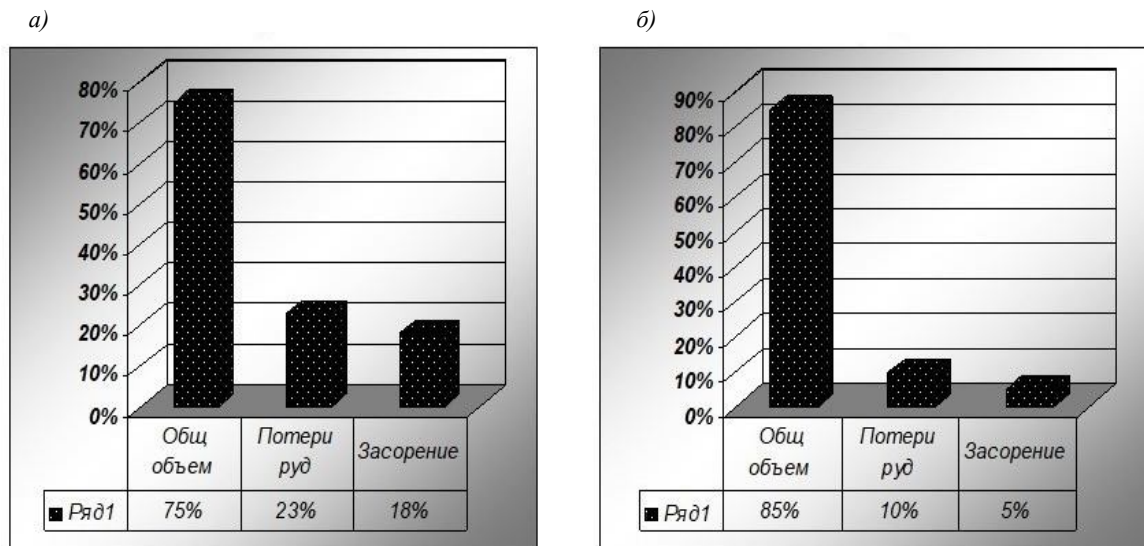 а)
80%
70%
60%
50%
40%
30%
20%
10%
0%
Общ объем
Потери руд
Засорение
Ряд1 75% 23% 18%
б)
90%
80%
70%
60%
50%
40%
30%
20%
10%
0%
Общ объем
Потери руд
Засорение
Ряд1 85% 10% 5%